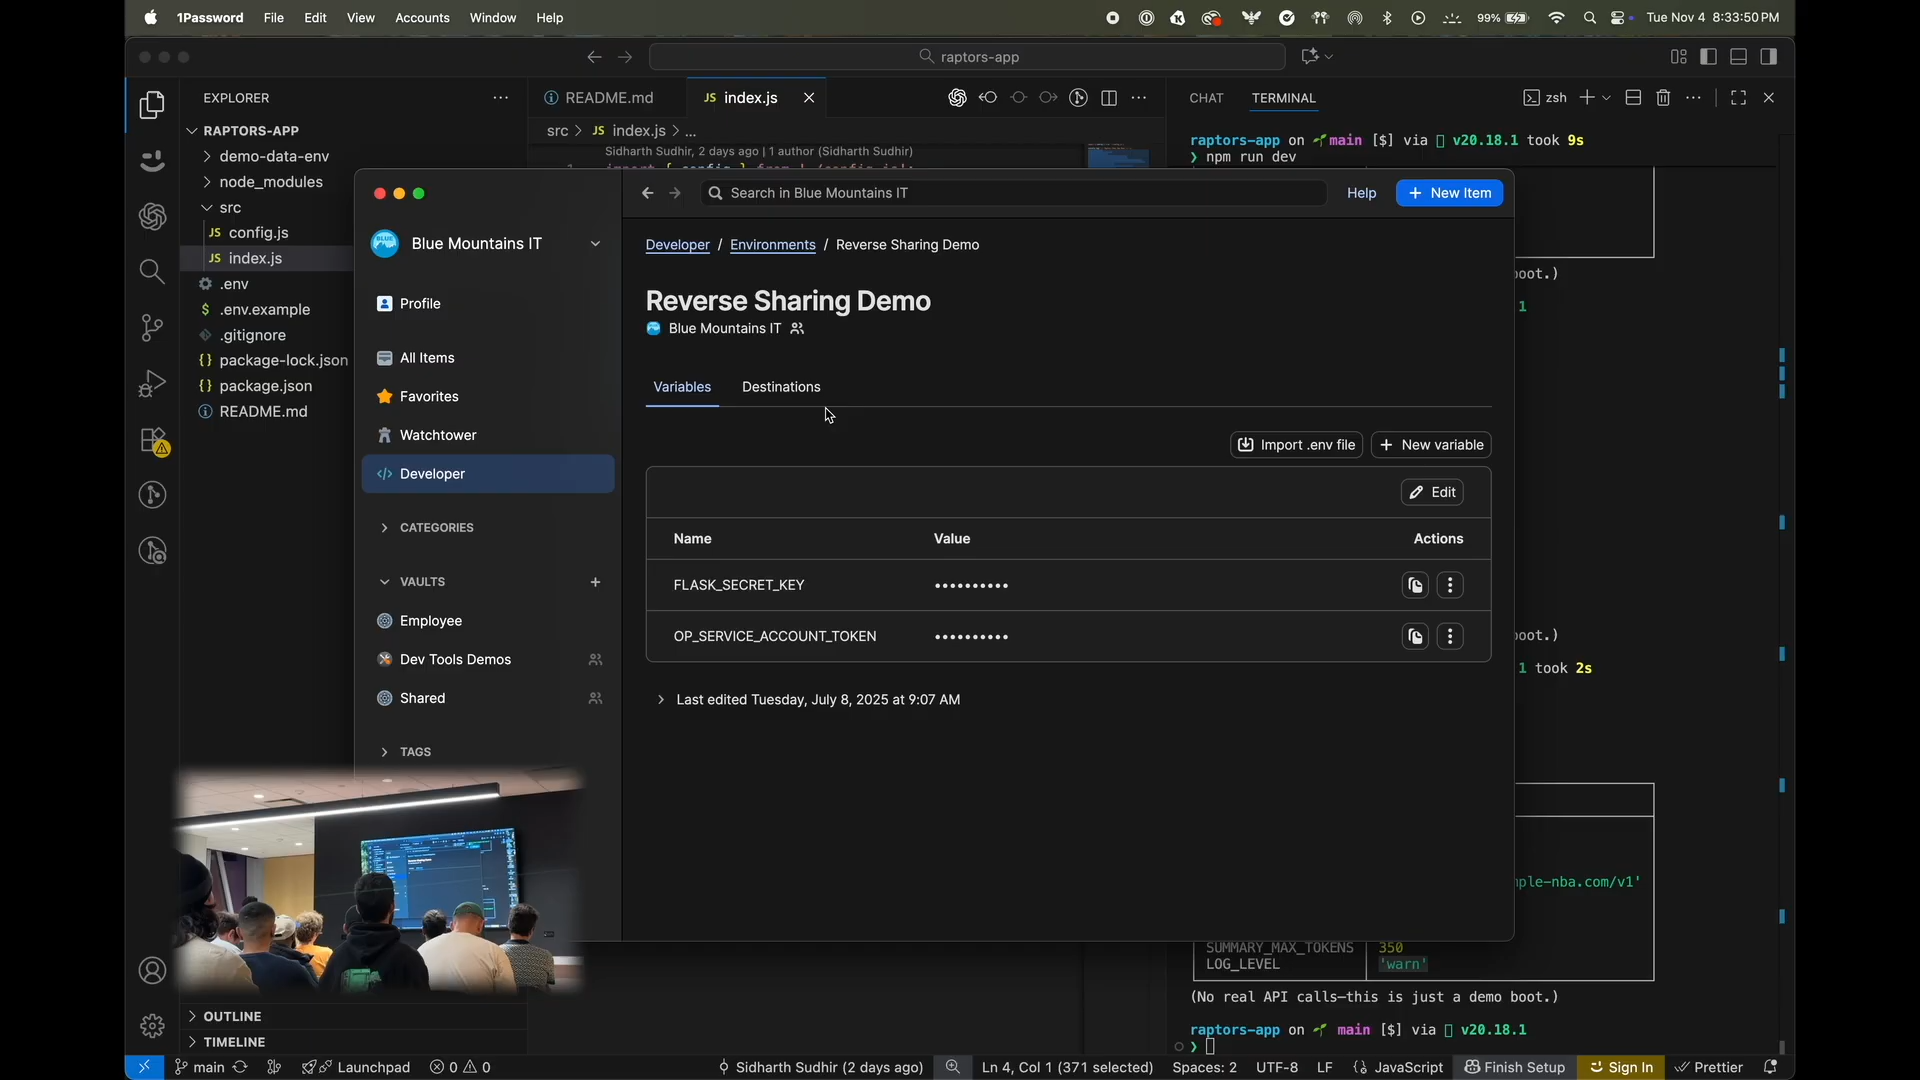 1Password File Edit View Accounts Window Help
99% Tue Nov 4 8:33:50 PM
raptors-app
EXPLORER
RAPTORS-APP
demo-data-env
node_modules
src
JS config.js
JS index.js
.env
$ .env.example
.gitignore
{} package-lock.json
{} package.json
README.md
OUTLINE
TIMELINE
README.md
JS index.js
src > JS index.js > ...
Sidharth Sudhir, 2 days ago | 1 author (Sidharth Sudhir)
CHAT TERMINAL
zsh
raptors-app on main [$] via v20.18.1 took 9s
❯ npm run dev
Blue Mountains IT
Profile
All Items
Favorites
Watchtower
Developer
CATEGORIES
VAULTS
Employee
Dev Tools Demos
Shared
TAGS
Search in Blue Mountains IT
Help
+ New Item
Developer / Environments / Reverse Sharing Demo
Reverse Sharing Demo
Blue Mountains IT
Variables Destinations
Import .env file
+ New variable
Edit
Name Value Actions
FLASK_SECRET_KEY ••••••••••
OP_SERVICE_ACCOUNT_TOKEN ••••••••••
Last edited Tuesday, July 8, 2025 at 9:07 AM
oot.)
1
oot.)
1 took 2s
ple-nba.com/v1'
SUMMARY_MAX_TOKENS 350
LOG_LEVEL 'warn'
(No real API calls—this is just a demo boot.)
raptors-app on main [$] via v20.18.1
❯
main Launchpad 0 0
Sidharth Sudhir (2 days ago) Ln 4, Col 1 (371 selected) Spaces: 2 UTF-8 LF {} JavaScript Finish Setup Sign In Prettier